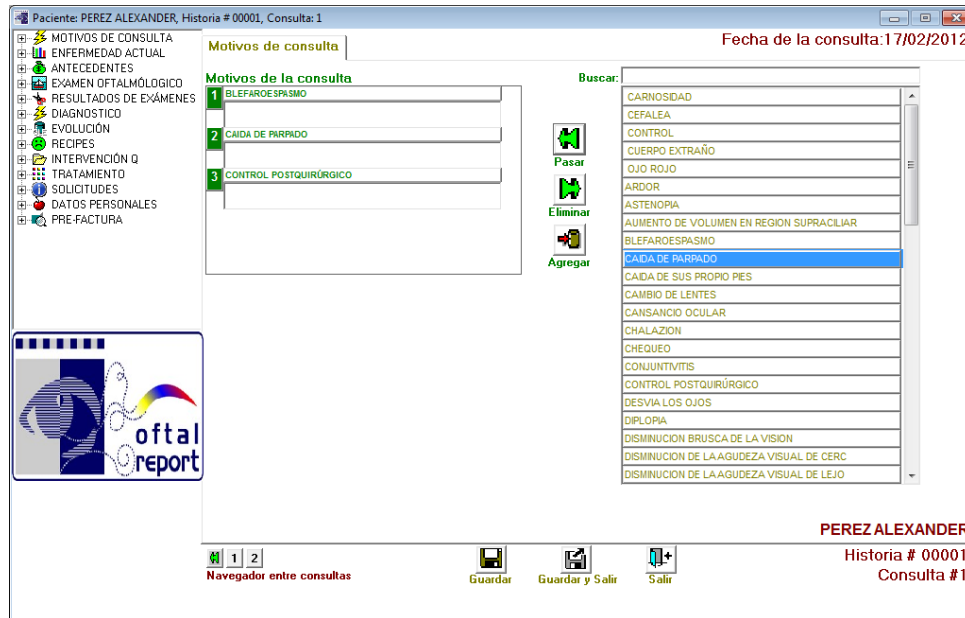 Paciente: PEREZ ALEXANDER, Historia # 00001, Consulta: 1
MOTIVOS DE CONSULTA
ENFERMEDAD ACTUAL
ANTECEDENTES
EXAMEN OFTALMÓLOGICO
RESULTADOS DE EXÁMENES
DIAGNOSTICO
EVOLUCIÓN
RECIPES
INTERVENCIÓN Q
TRATAMIENTO
SOLICITUDES
DATOS PERSONALES
PRE-FACTURA
oftal
report
Motivos de consulta
Fecha de la consulta:17/02/2012
Motivos de la consulta
1 BLEFAROESPASMO
2 CAIDA DE PARPADO
3 CONTROL POSTQUIRÚRGICO
Pasar
Eliminar
Agregar
Buscar:
CARNOSIDAD
CEFALEA
CONTROL
CUERPO EXTRAÑO
OJO ROJO
ARDOR
ASTENOPIA
AUMENTO DE VOLUMEN EN REGION SUPRACILIAR
BLEFAROESPASMO
CAIDA DE PARPADO
CAIDA DE SUS PROPIO PIES
CAMBIO DE LENTES
CANSANCIO OCULAR
CHALAZION
CHEQUEO
CONJUNTIVITIS
CONTROL POSTQUIRÚRGICO
DESVIA LOS OJOS
DIPLOPIA
DISMINUCION BRUSCA DE LA VISION
DISMINUCION DE LA AGUDEZA VISUAL DE CERC
DISMINUCION DE LA AGUDEZA VISUAL DE LEJO
PEREZ ALEXANDER
Historia # 00001
Consulta #1
1 2
Navegador entre consultas
Guardar
Guardar y Salir
Salir